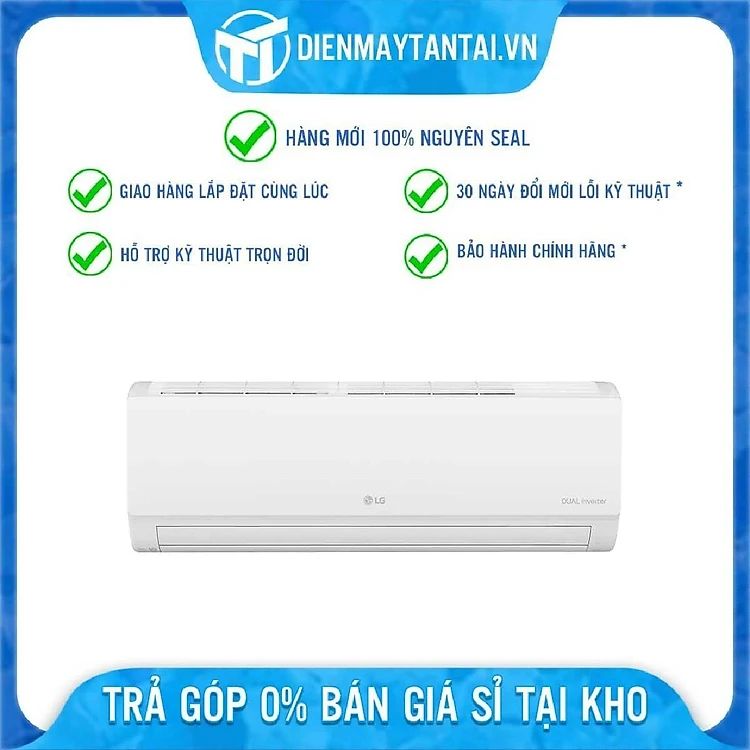 DIENMAYTANTAI.VN
HÀNG MỚI 100% NGUYÊN SEAL
GIAO HÀNG LẮP ĐẶT CÙNG LÚC
30 NGÀY ĐỔI MỚI LỖI KỸ THUẬT *
HỖ TRỢ KỸ THUẬT TRỌN ĐỜI
BẢO HÀNH CHÍNH HÃNG *
LG
DUAL Inverter
TRẢ GÓP 0% BÁN GIÁ SỈ TẠI KHO